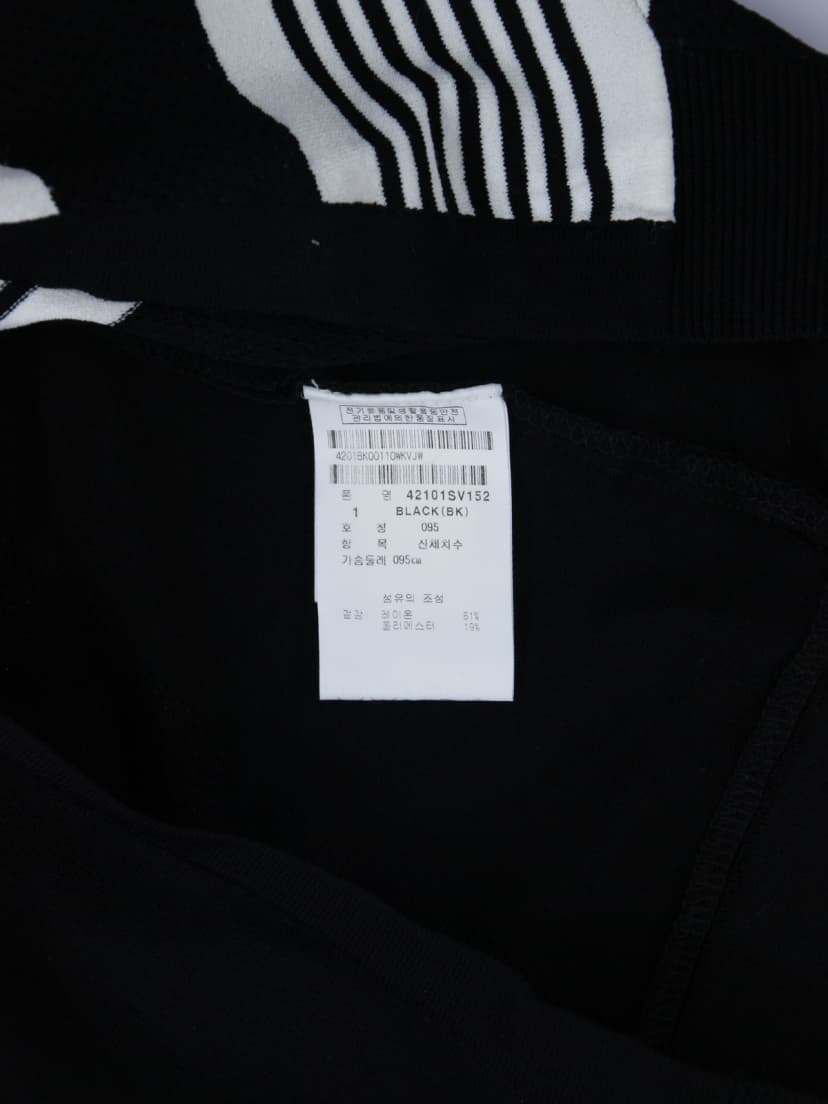 전기용품및생활용품안전
관리법에의한품질표시
4201BK00110WKVJW
품 명 42101SV152
1 BLACK(BK)
호 칭 095
항 목 신체치수
가슴둘레 095cm
섬유의 조성
겉감 레이온 81%
폴리에스터 19%